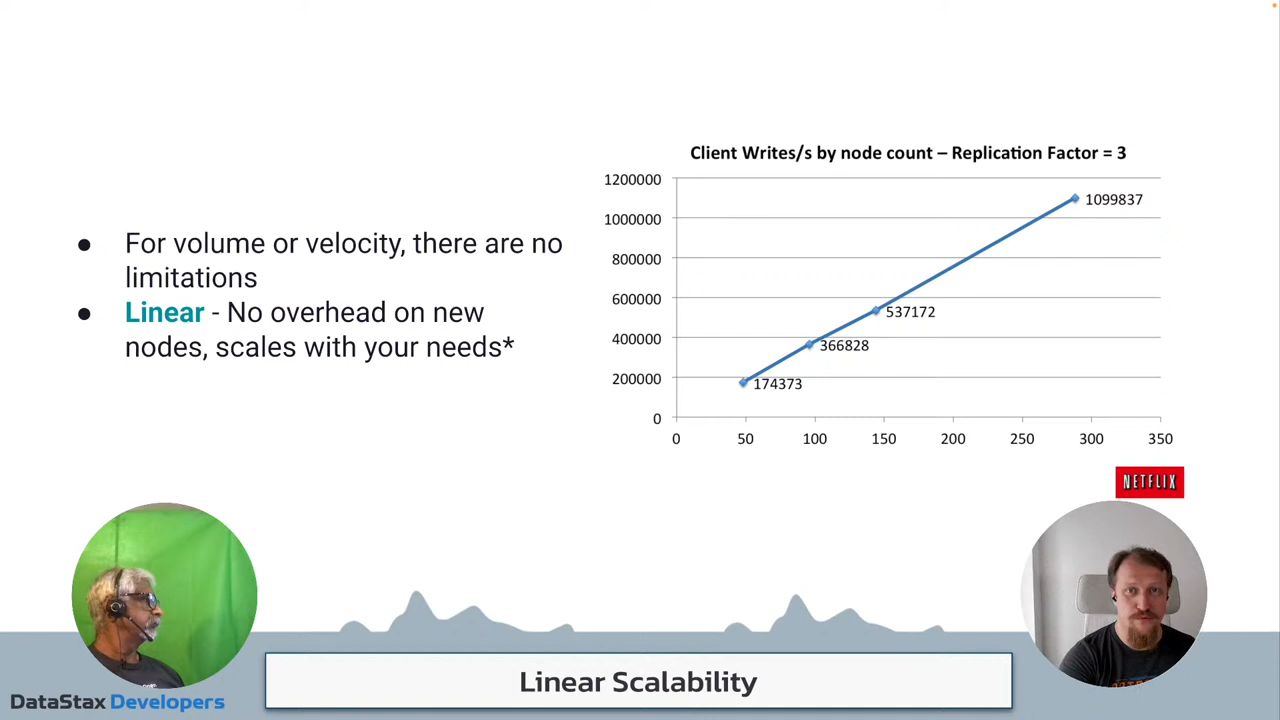 Client Writes/s by node count – Replication Factor = 3
1200000
1000000
800000
600000
400000
200000
0
1099837
537172
366828
174373
0 50 100 150 200 250 300 350
● For volume or velocity, there are no
limitations
● Linear - No overhead on new
nodes, scales with your needs*
NETFLIX
Linear Scalability
DataStax Developers